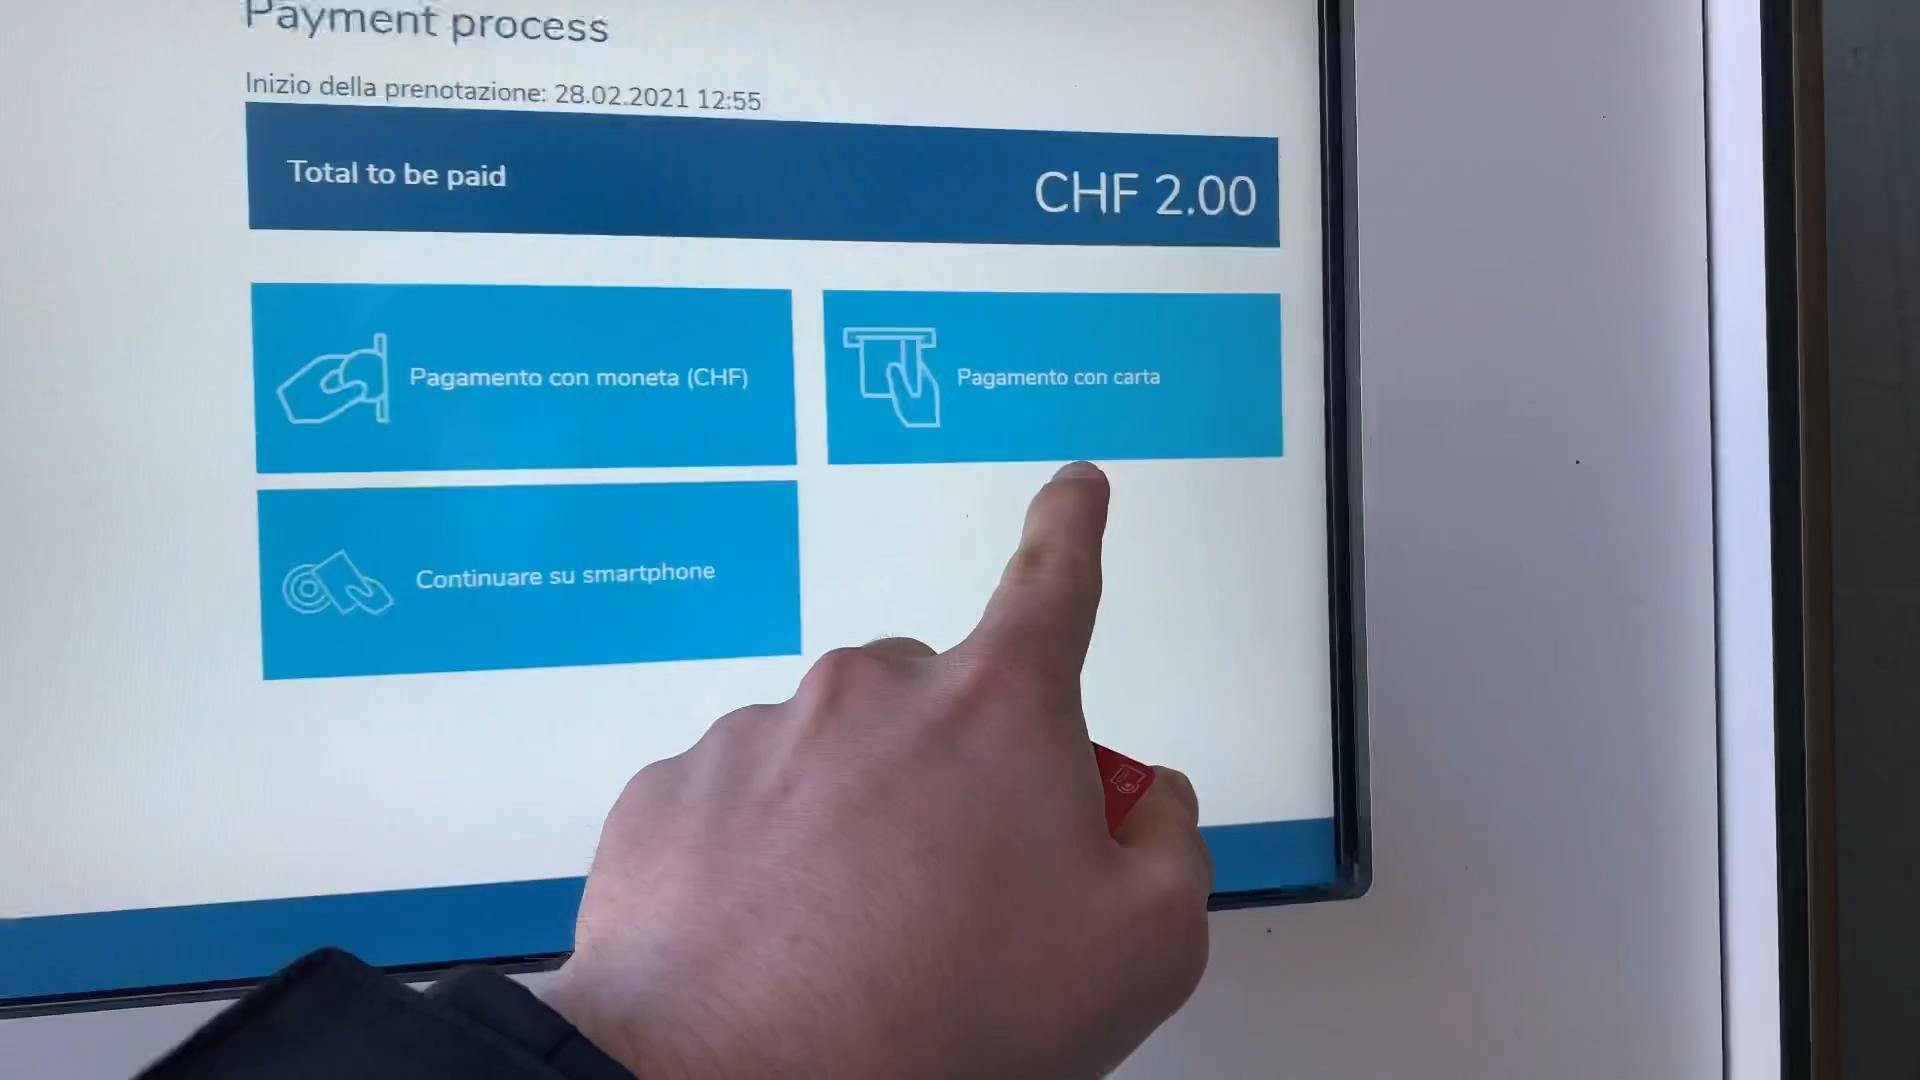 Payment process
Inizio della prenotazione: 28.02.2021 12:55
Total to be paid
CHF 2.00
Pagamento con moneta (CHF)
Pagamento con carta
Continuare su smartphone